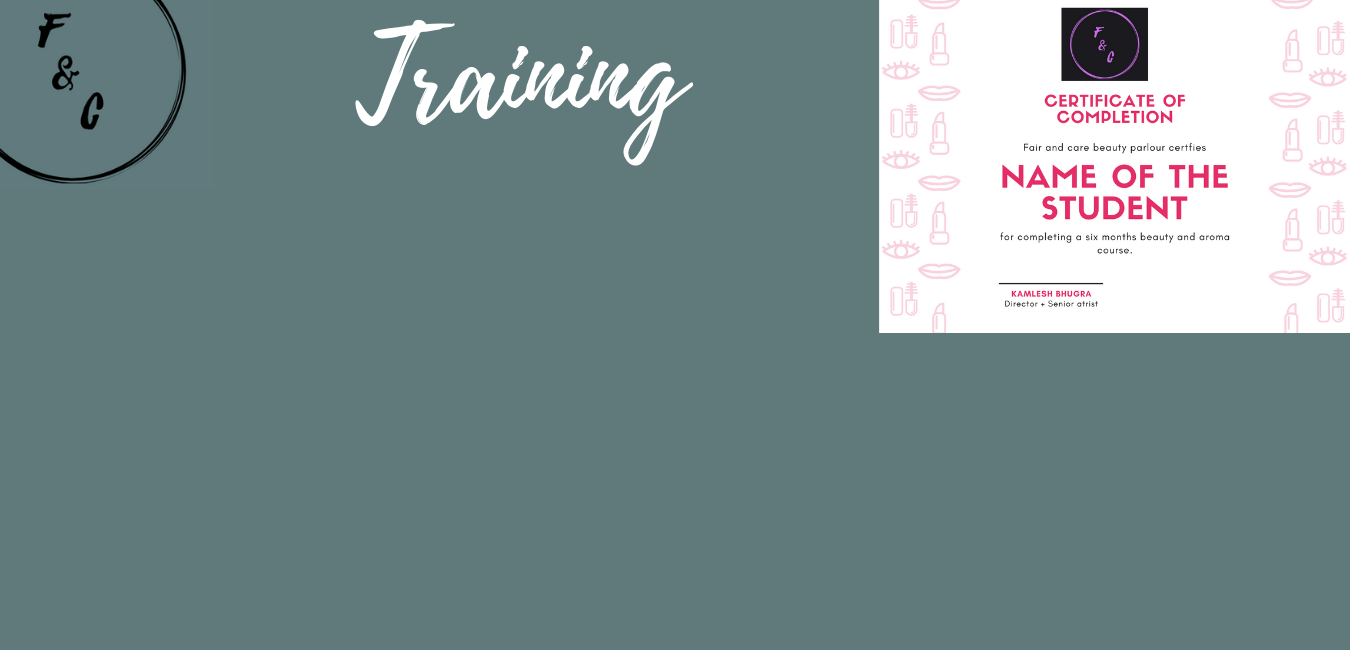 F
&
C
Training
F
&
C
CERTIFICATE OF
COMPLETION
Fair and care beauty parlour certfies
NAME OF THE
STUDENT
for completing a six months beauty and aroma
course.
KAMLESH BHUGRA
Director + Senior atrist